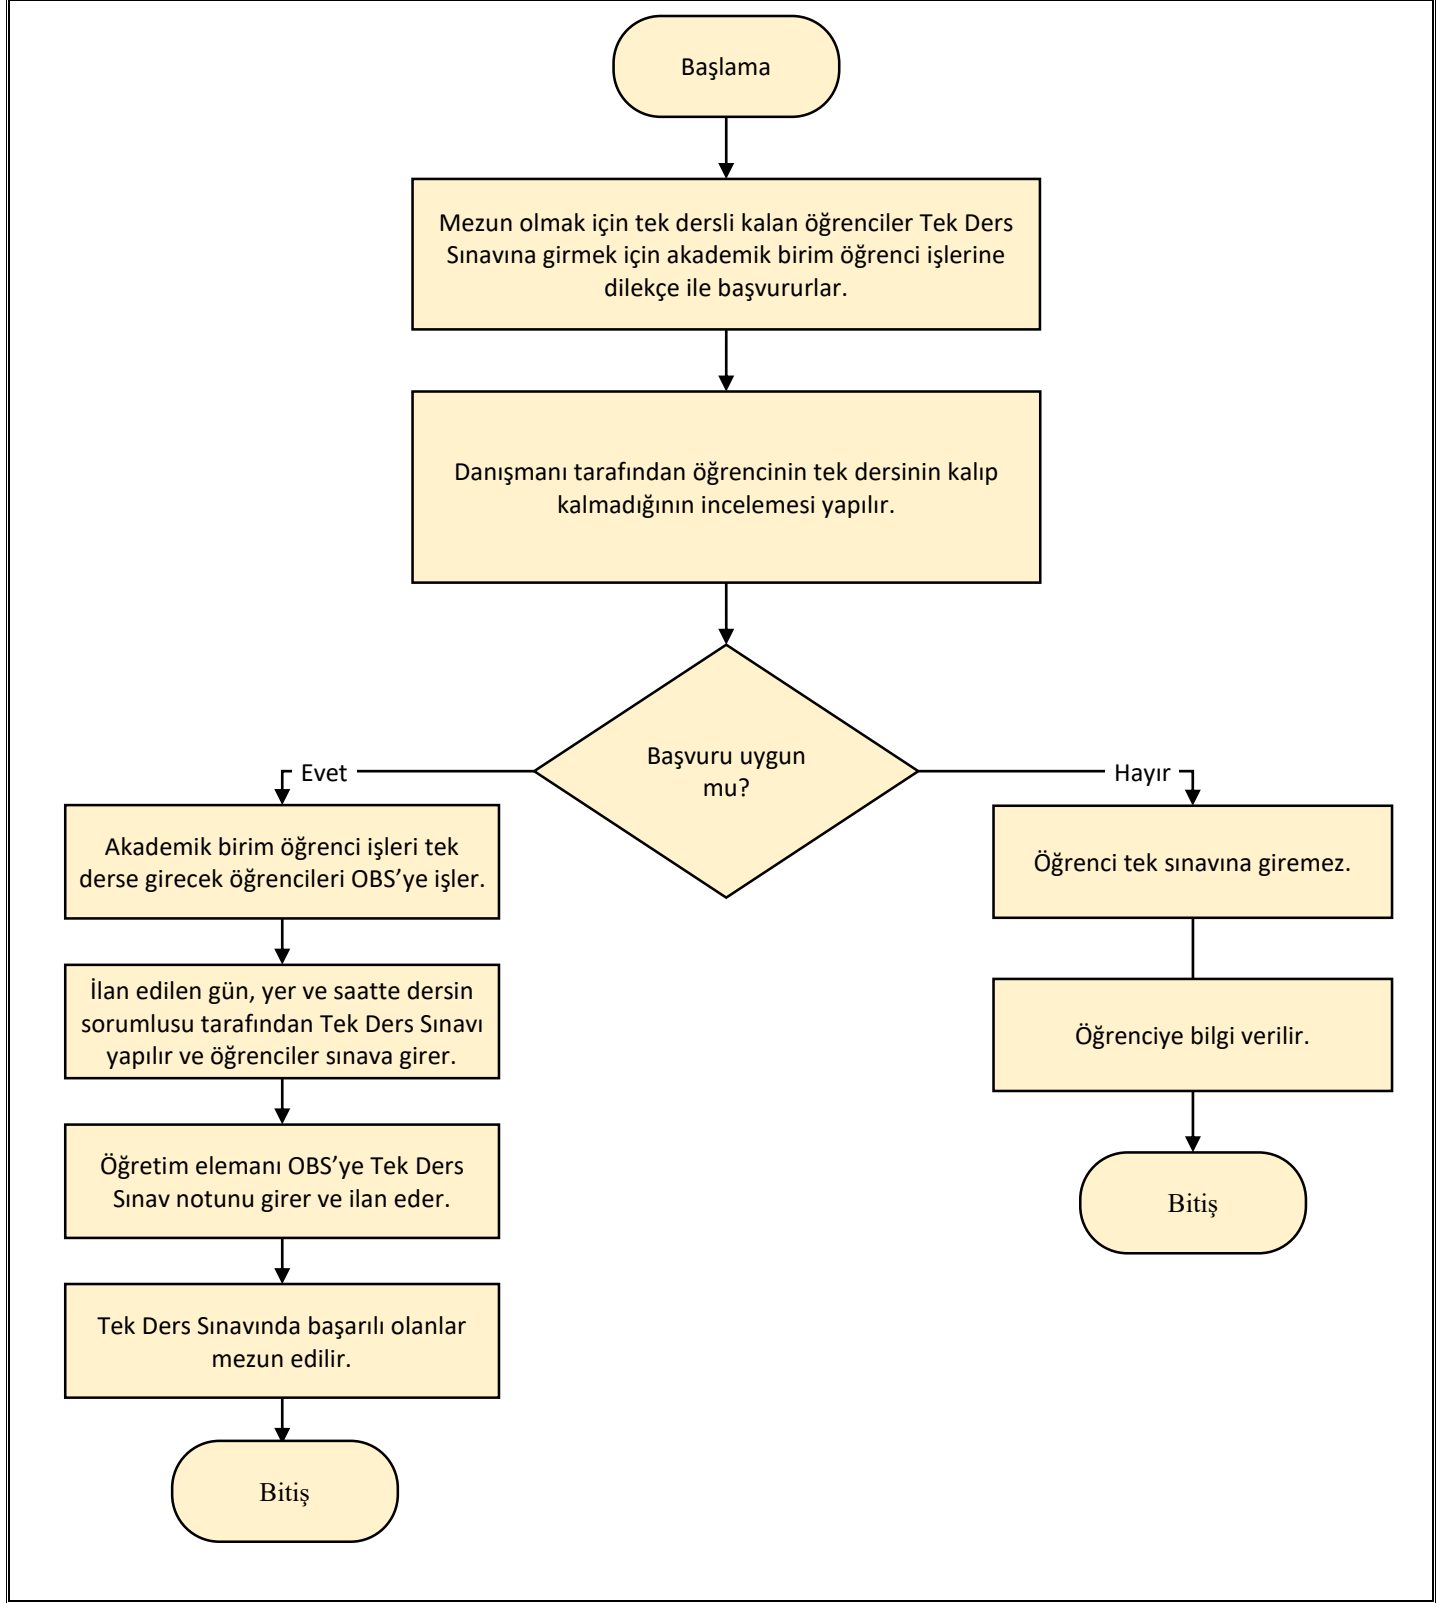 Başlama
Mezun olmak için tek dersli kalan öğrenciler Tek Ders
Sınavına girmek için akademik birim öğrenci işlerine
dilekçe ile başvururlar.
Danışmanı tarafından öğrencinin tek dersinin kalıp
kalmadığının incelemesi yapılır.
Başvuru uygun
mu?
Evet
Hayır
Akademik birim öğrenci işleri tek
derse girecek öğrencileri OBS’ye işler.
İlan edilen gün, yer ve saatte dersin
sorumlusu tarafından Tek Ders Sınavı
yapılır ve öğrenciler sınava girer.
Öğretim elemanı OBS’ye Tek Ders
Sınav notunu girer ve ilan eder.
Tek Ders Sınavında başarılı olanlar
mezun edilir.
Bitiş
Öğrenci tek sınavına giremez.
Öğrenciye bilgi verilir.
Bitiş